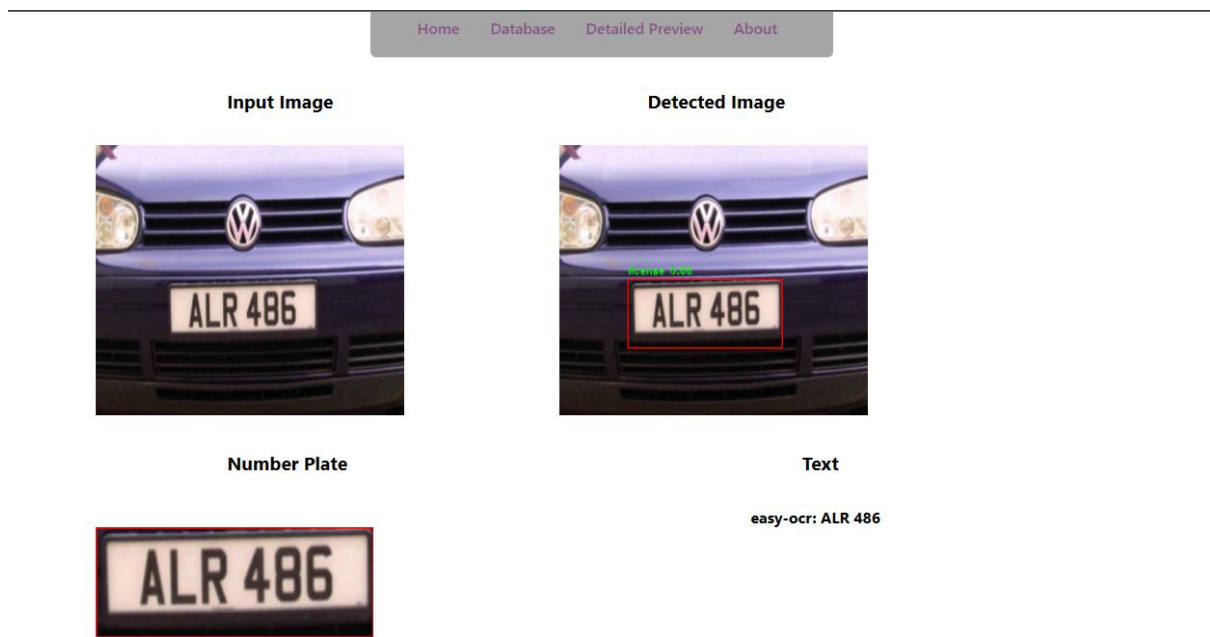 Home Database Detailed Preview About
Input Image Detected Image
ALR 486
license
ALR 486
Number Plate Text
easy-ocr: ALR 486
ALR 486